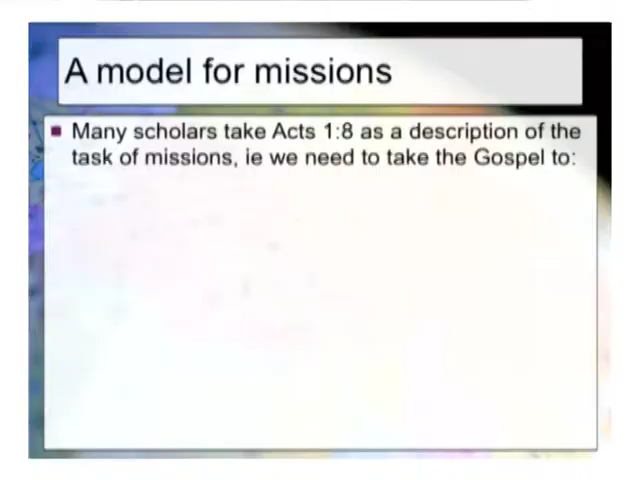 A model for missions
Many scholars take Acts 1:8 as a description of the
task of missions, ie we need to take the Gospel to: